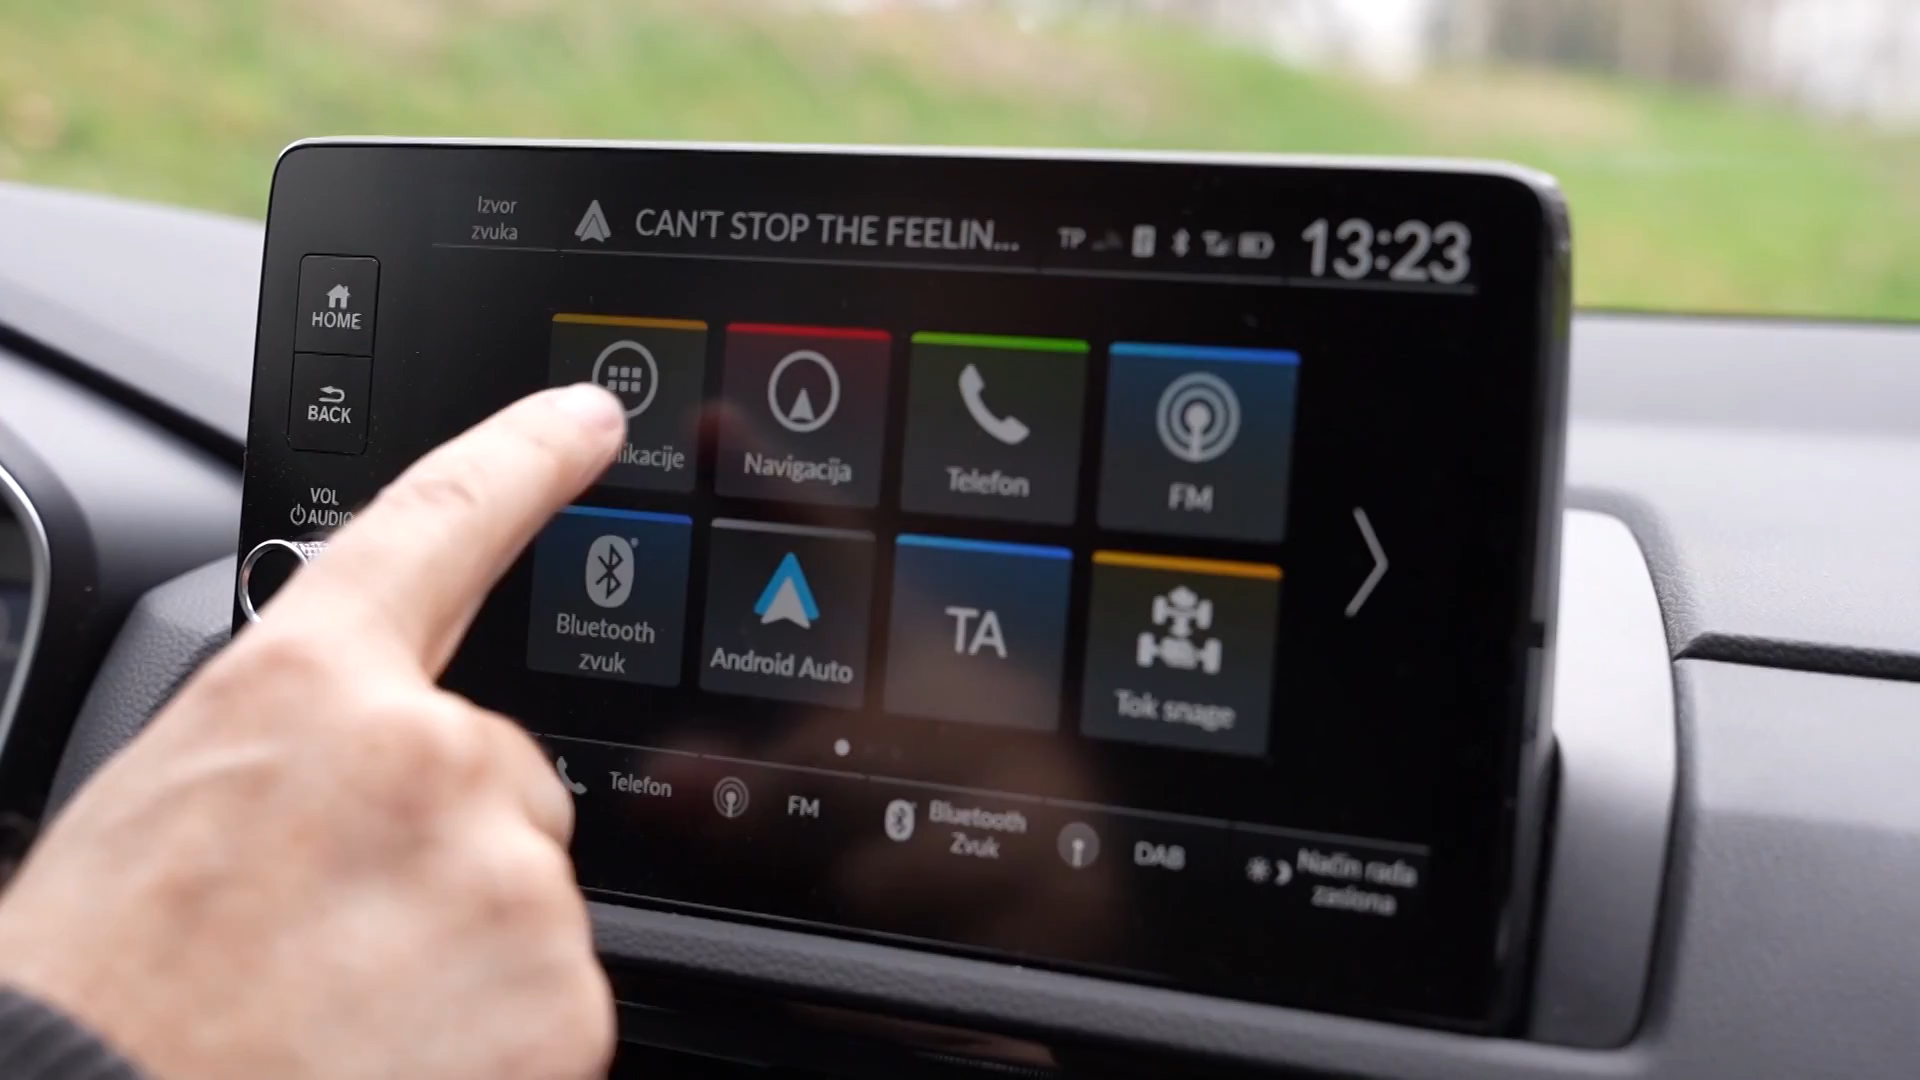 Izvor
zvuka
CAN'T STOP THE FEELIN...
TP
13:23
HOME
BACK
VOL
AUDIO
likacije
Navigacija
Telefon
FM
Bluetooth
zvuk
Android Auto
TA
Tok snage
Telefon
FM
Bluetooth
Zvuk
DAB
Način rada
zaslona